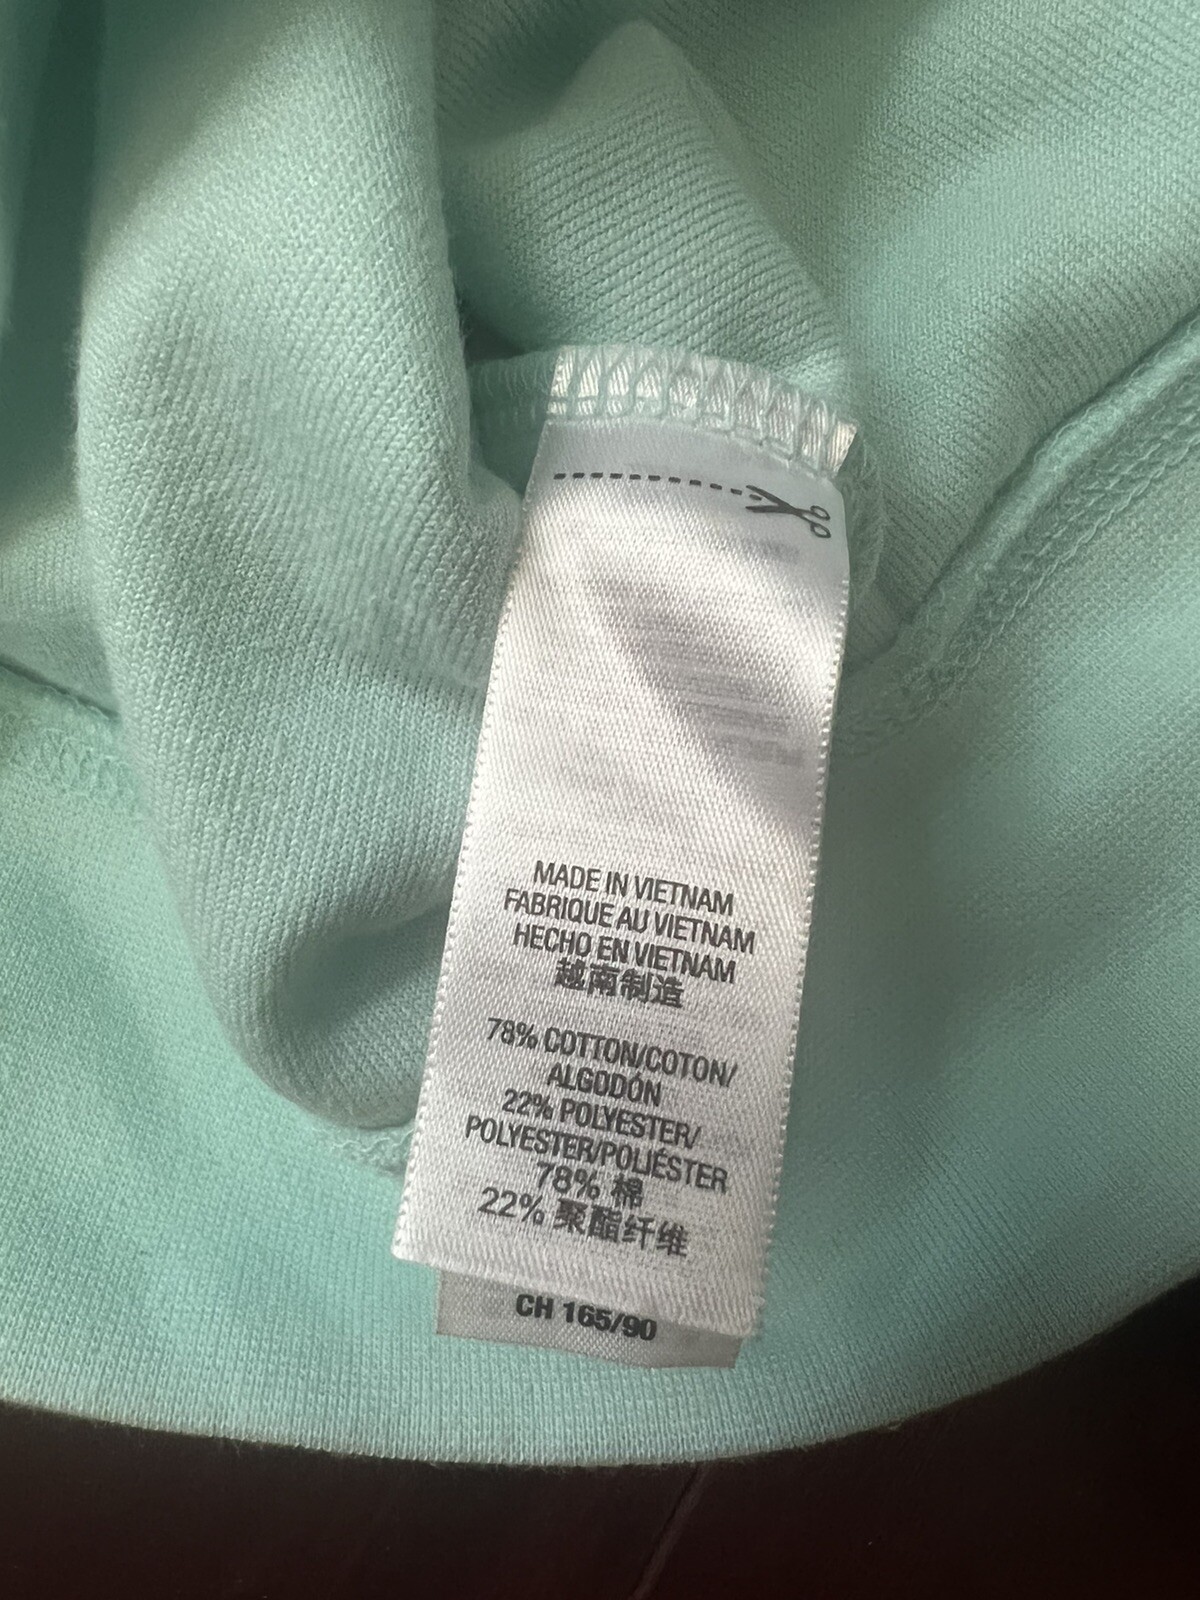 MADE IN VIETNAM
FABRIQUE AU VIETNAM
HECHO EN VIETNAM
越南制造
78% COTTON/COTON/
ALGODÓN
22% POLYESTER/
POLYESTER/POLIÉSTER
78% 棉
22% 聚酯纤维
CH 165/90